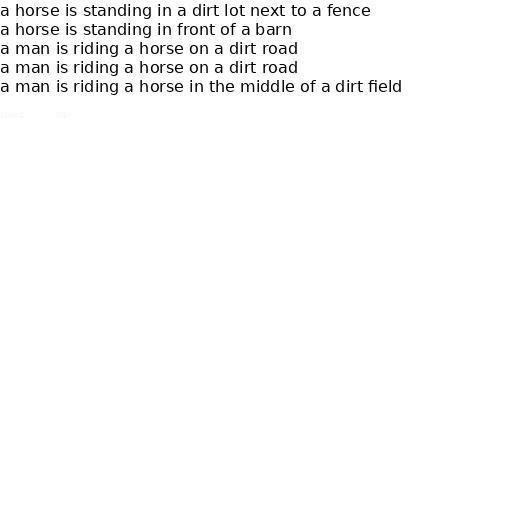 a horse is standing in a dirt lot next to a fence
a horse is standing in front of a barn
a man is riding a horse on a dirt road
a man is riding a horse on a dirt road
a man is riding a horse in the middle of a dirt field